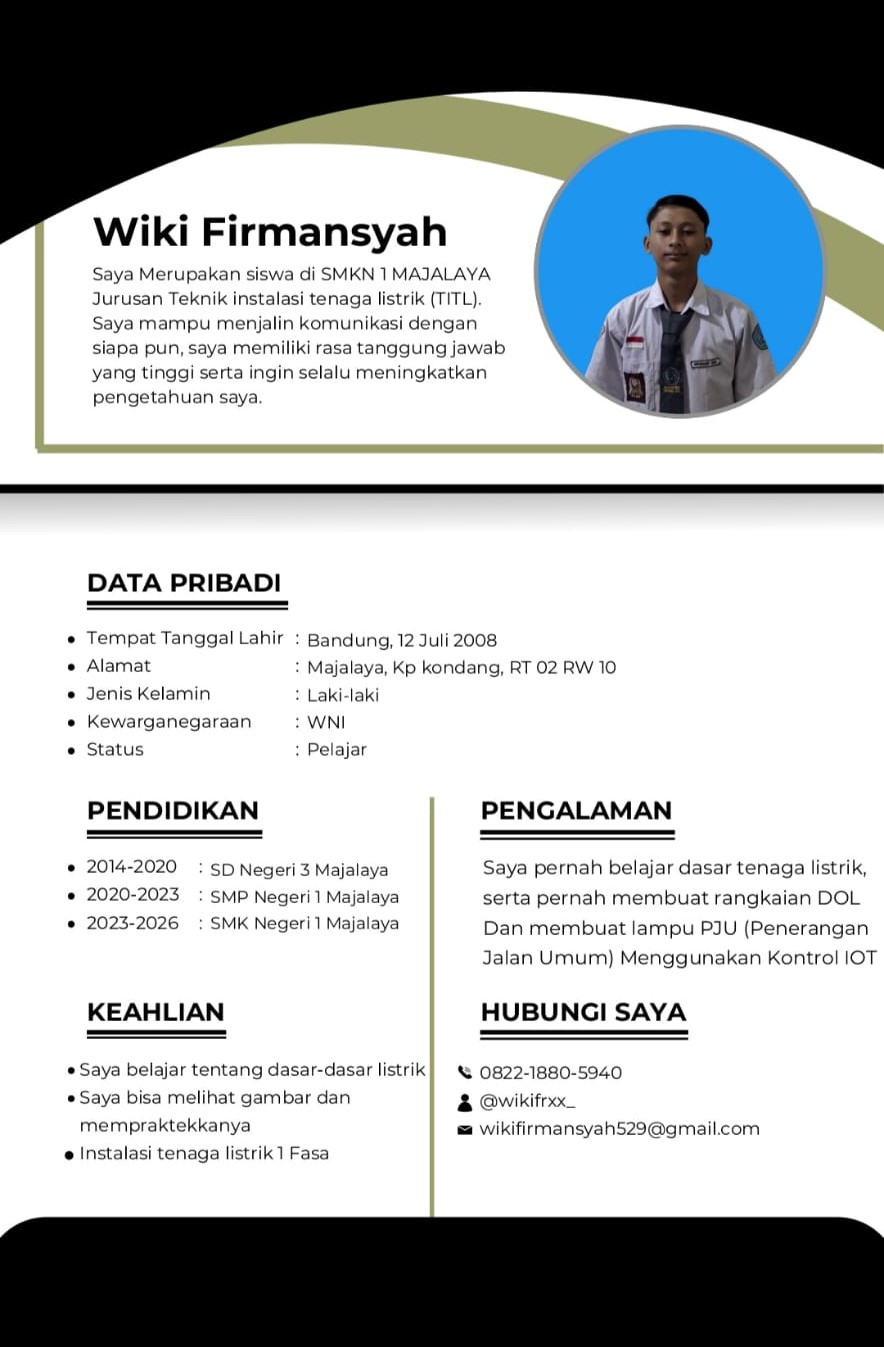 Wiki Firmansyah
Saya Merupakan siswa di SMKN 1 MAJALAYA
Jurusan Teknik instalasi tenaga listrik (TITL).
Saya mampu menjalin komunikasi dengan
siapa pun, saya memiliki rasa tanggung jawab
yang tinggi serta ingin selalu meningkatkan
pengetahuan saya.
DATA PRIBADI
• Tempat Tanggal Lahir : Bandung, 12 Juli 2008
• Alamat : Majalaya, Kp kondang, RT 02 RW 10
• Jenis Kelamin : Laki-laki
• Kewarganegaraan : WNI
• Status : Pelajar
PENDIDIKAN
• 2014-2020 : SD Negeri 3 Majalaya
• 2020-2023 : SMP Negeri 1 Majalaya
• 2023-2026 : SMK Negeri 1 Majalaya
PENGALAMAN
Saya pernah belajar dasar tenaga listrik,
serta pernah membuat rangkaian DOL
Dan membuat lampu PJU (Penerangan
Jalan Umum) Menggunakan Kontrol IOT
KEAHLIAN
• Saya belajar tentang dasar-dasar listrik
• Saya bisa melihat gambar dan
mempraktekkanya
• Instalasi tenaga listrik 1 Fasa
HUBUNGI SAYA
0822-1880-5940
@wikifrxx_
wikifirmansyah529@gmail.com